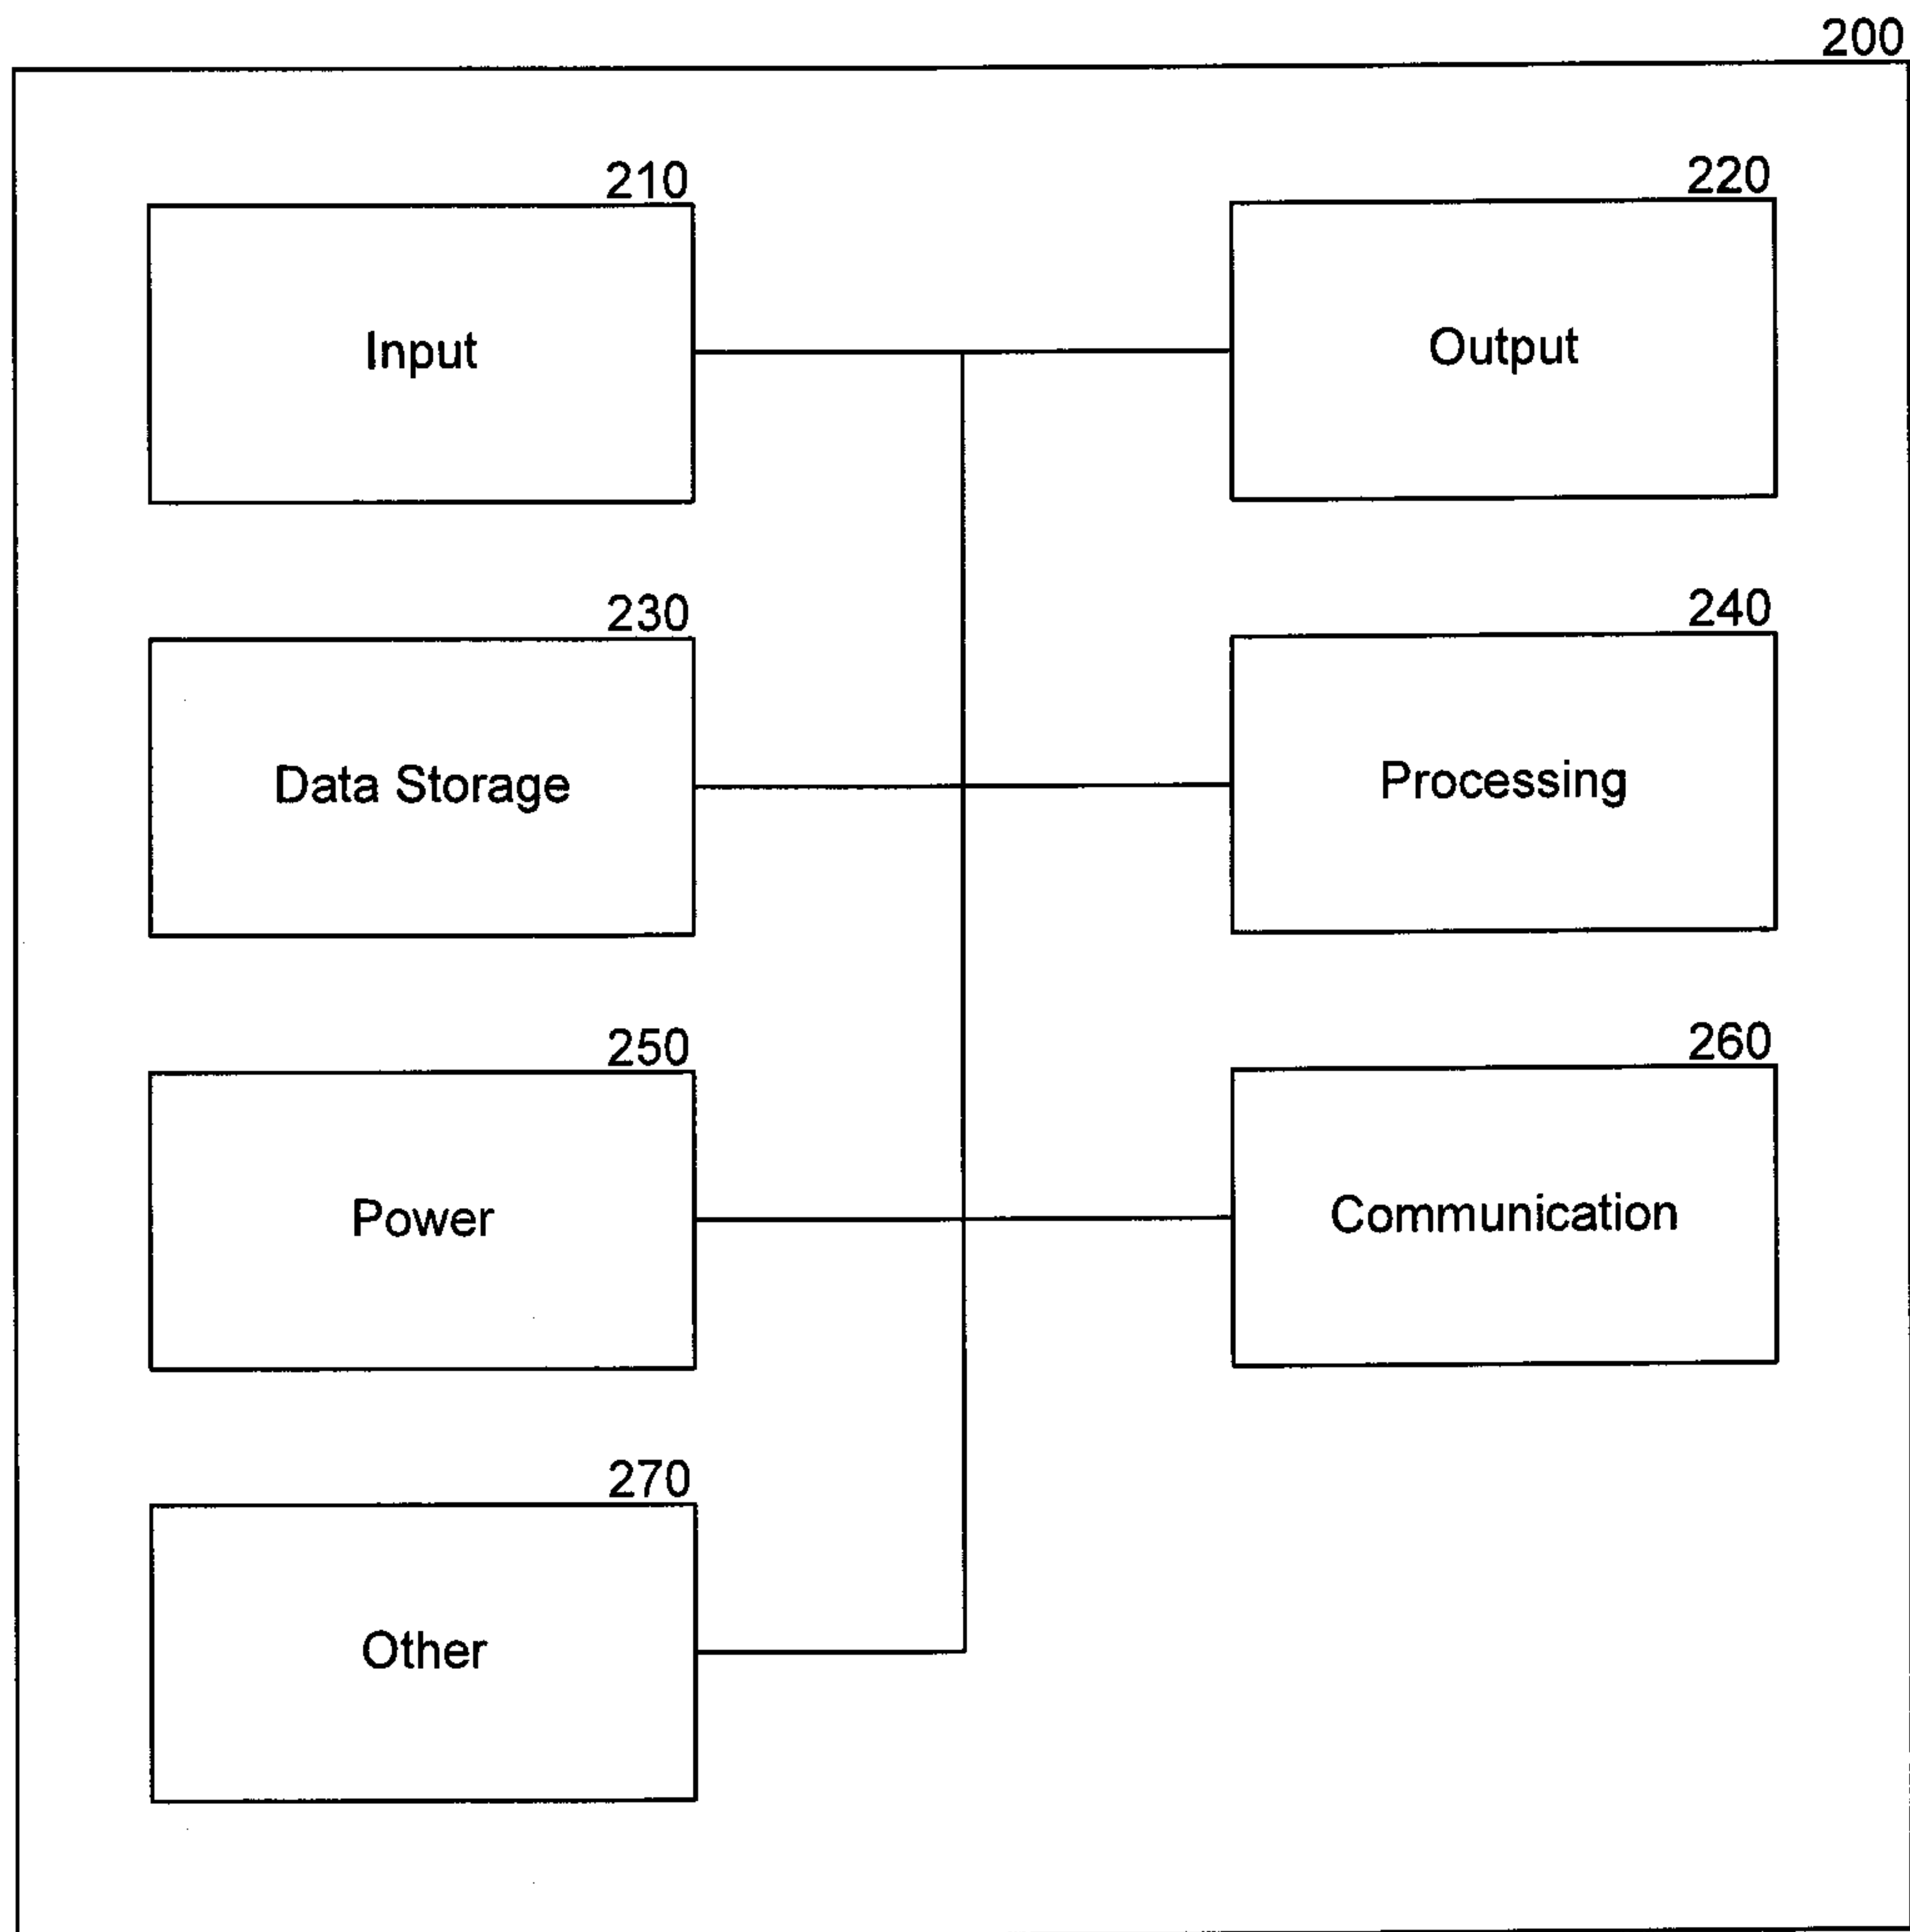 200
210
220
Input
Output
230
240
Data Storage
Processing
250
260
Power
Communication
270
Other